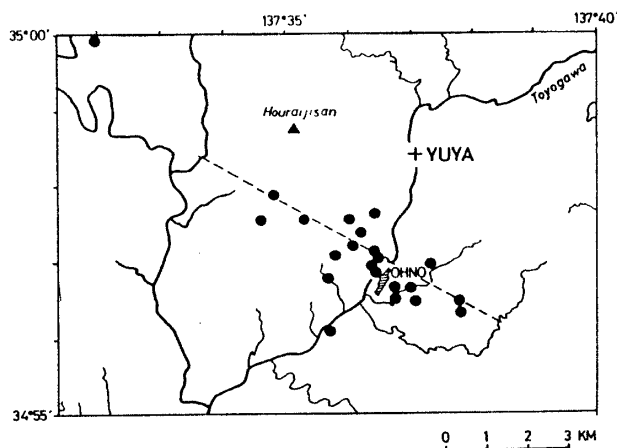 137°35'
137°40'
35°00'
Houraijisan
Toyogawa
YUYA
OHNO
34°55'
0 1 2 3 KM